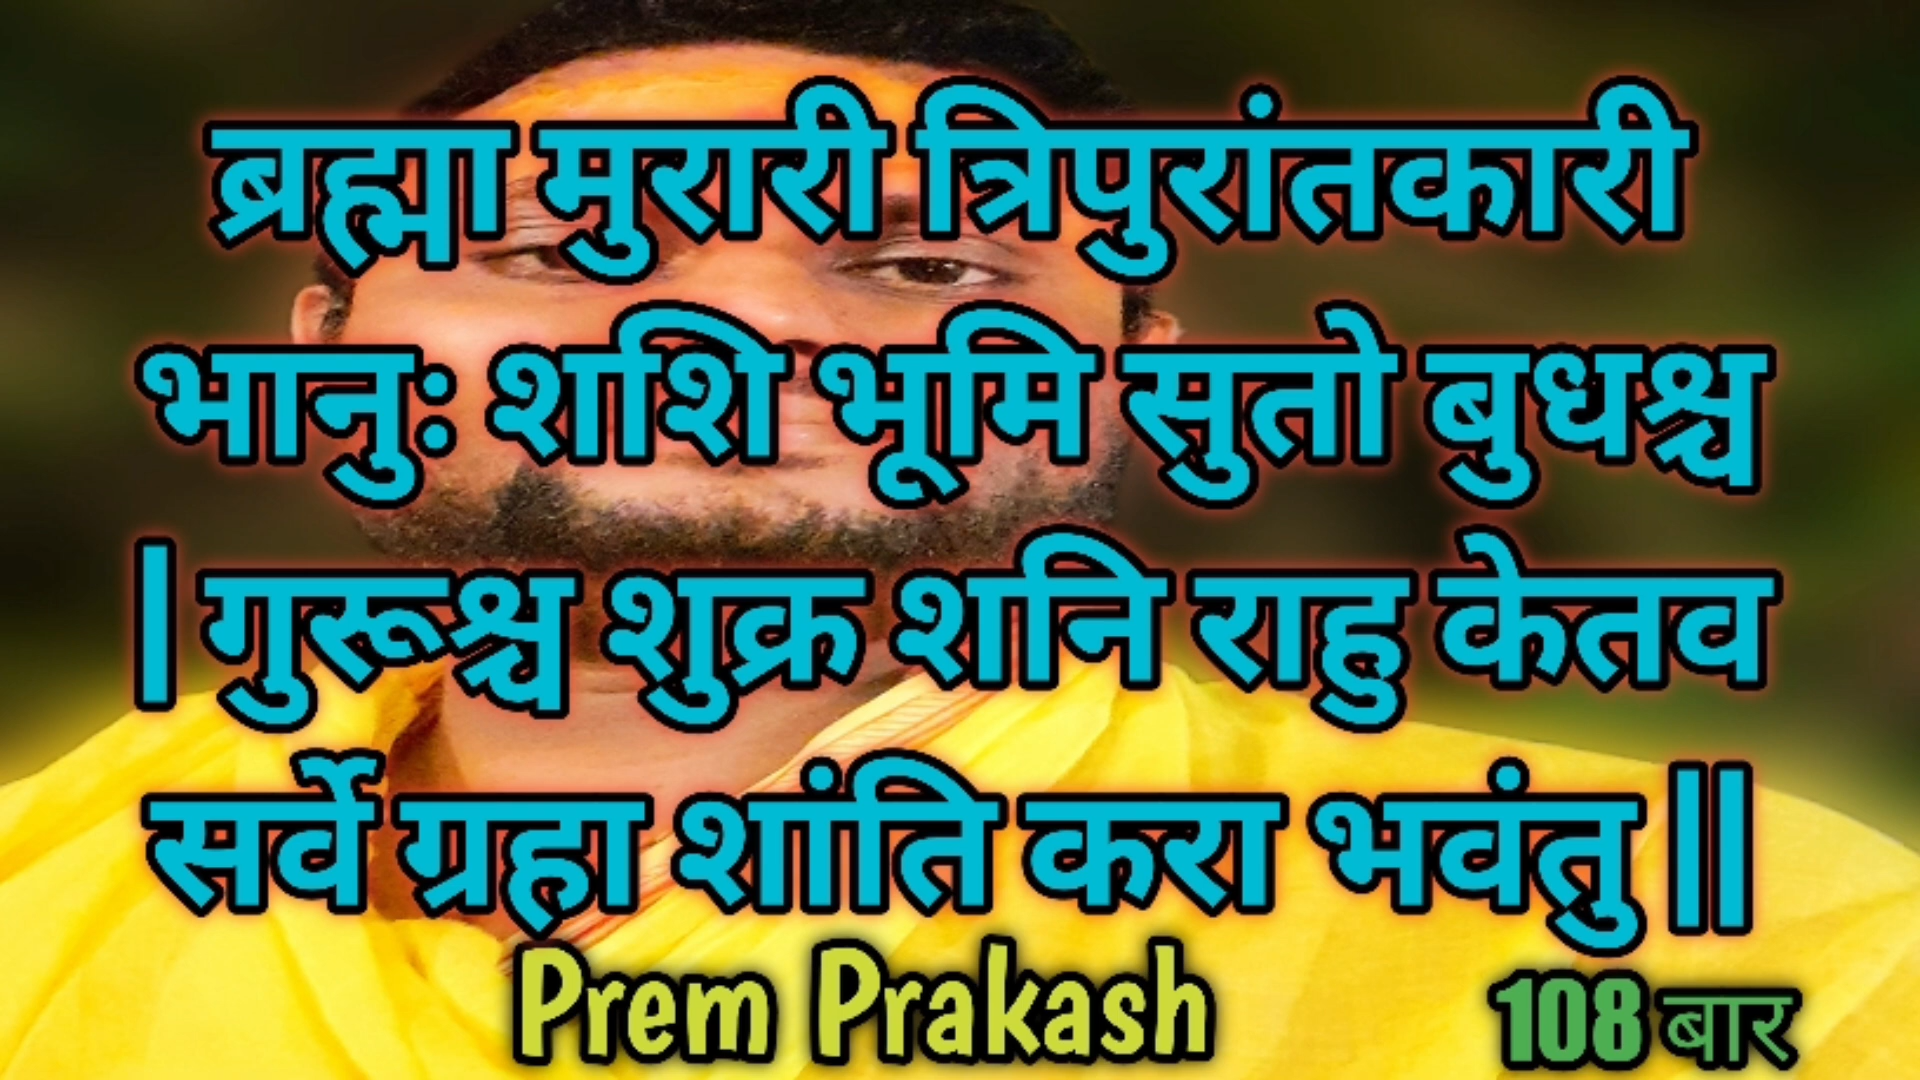 ब्रह्मा मुरारी त्रिपुरांतकारी
भानुः शशि भूमि सुतो बुधश्च
| गुरूश्च शुक्र शनि राहु केतव
सर्वे ग्रहा शांति करा भवंतु ||
Prem Prakash
108 बार